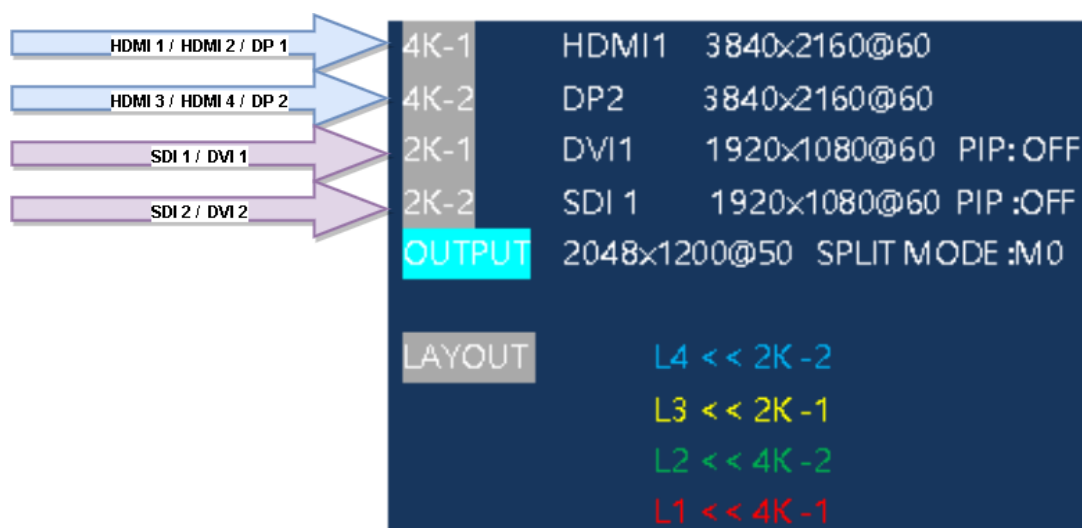 HDMI 1 / HDMI 2 / DP 1
4K-1 HDMI1 3840x2160@60
HDMI 3 / HDMI 4 / DP 2
4K-2 DP2 3840x2160@60
SDI 1 / DVI 1
2K-1 DVI1 1920x1080@60 PIP: OFF
SDI 2 / DVI 2
2K-2 SDI 1 1920x1080@60 PIP :OFF
OUTPUT 2048x1200@50 SPLIT MODE :M0
LAYOUT L4 << 2K -2
L3 << 2K -1
L2 << 4K -2
L1 << 4K -1